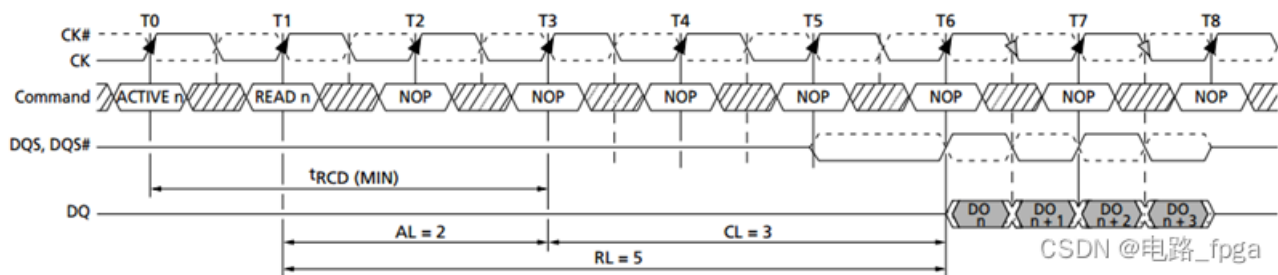 T0 T1 T2 T3 T4 T5 T6 T7 T8
CK#
CK
Command ACTIVE n READ n NOP NOP NOP NOP NOP NOP NOP
DQS, DQS#
tRCD (MIN)
DQ DO n DO n + 1 DO n + 2 DO n + 3
AL = 2 CL = 3
RL = 5
CSDN @电路_fpga